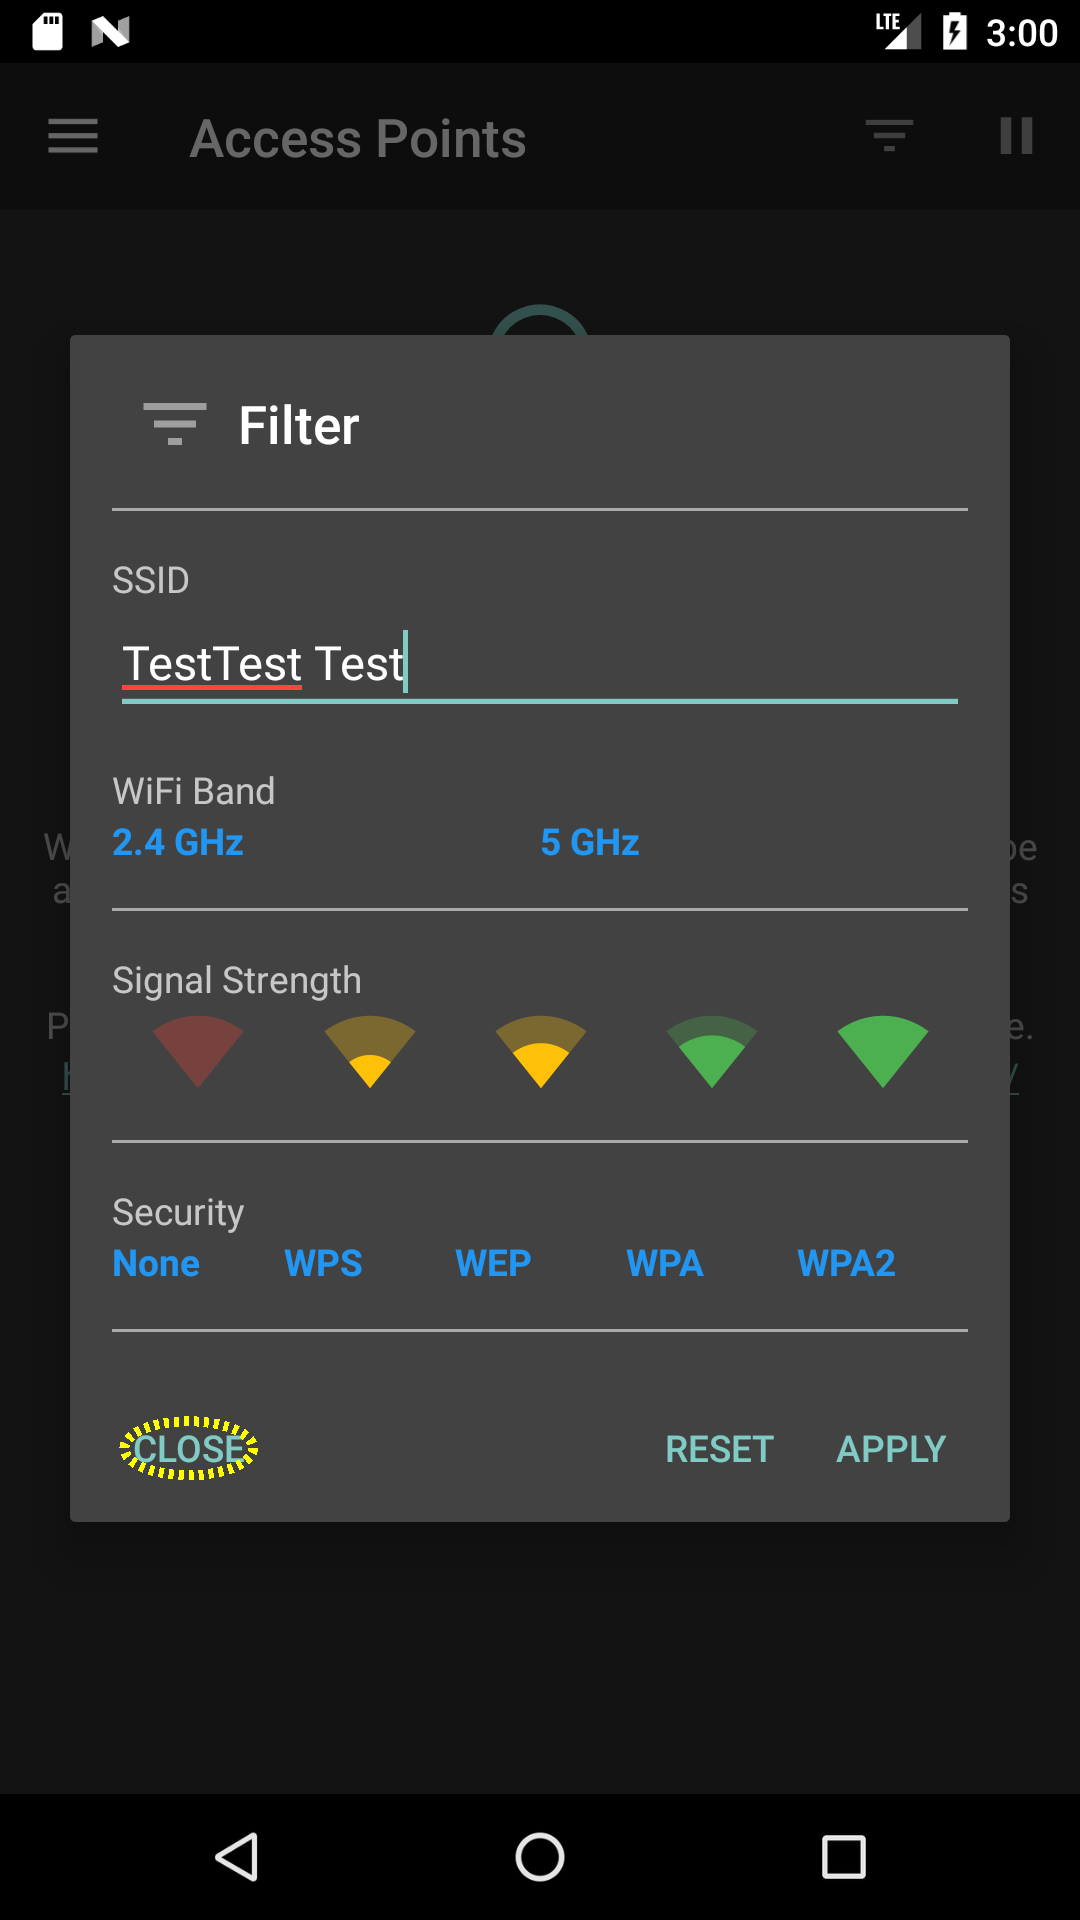 LTE 3:00
Access Points
Filter
SSID
TestTest Test
WiFi Band
2.4 GHz 5 GHz
Signal Strength
Security
None WPS WEP WPA WPA2
CLOSE RESET APPLY